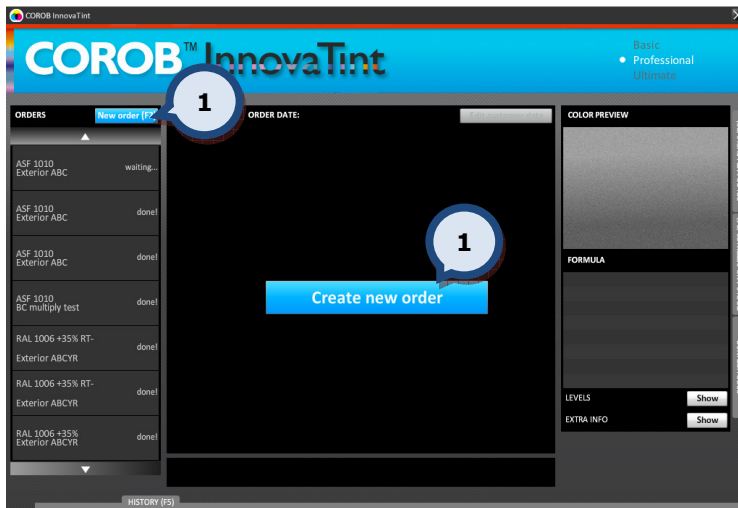 COROB InnovaTint
COROB™ InnovaTint
Basic
Professional
Ultimate
ORDERS
New order (F2)
1
ORDER DATE:
Edit customer data
COLOR PREVIEW
ASF 1010
Exterior ABC
waiting...
ASF 1010
Exterior ABC
done!
ASF 1010
Exterior ABC
done!
ASF 1010
BC multiply test
done!
RAL 1006 +35% RT-
Exterior ABCYR
done!
RAL 1006 +35% RT-
Exterior ABCYR
done!
RAL 1006 +35%
Exterior ABCYR
done!
1
Create new order
FORMULA
LEVELS
Show
EXTRA INFO
Show
HISTORY (F5)